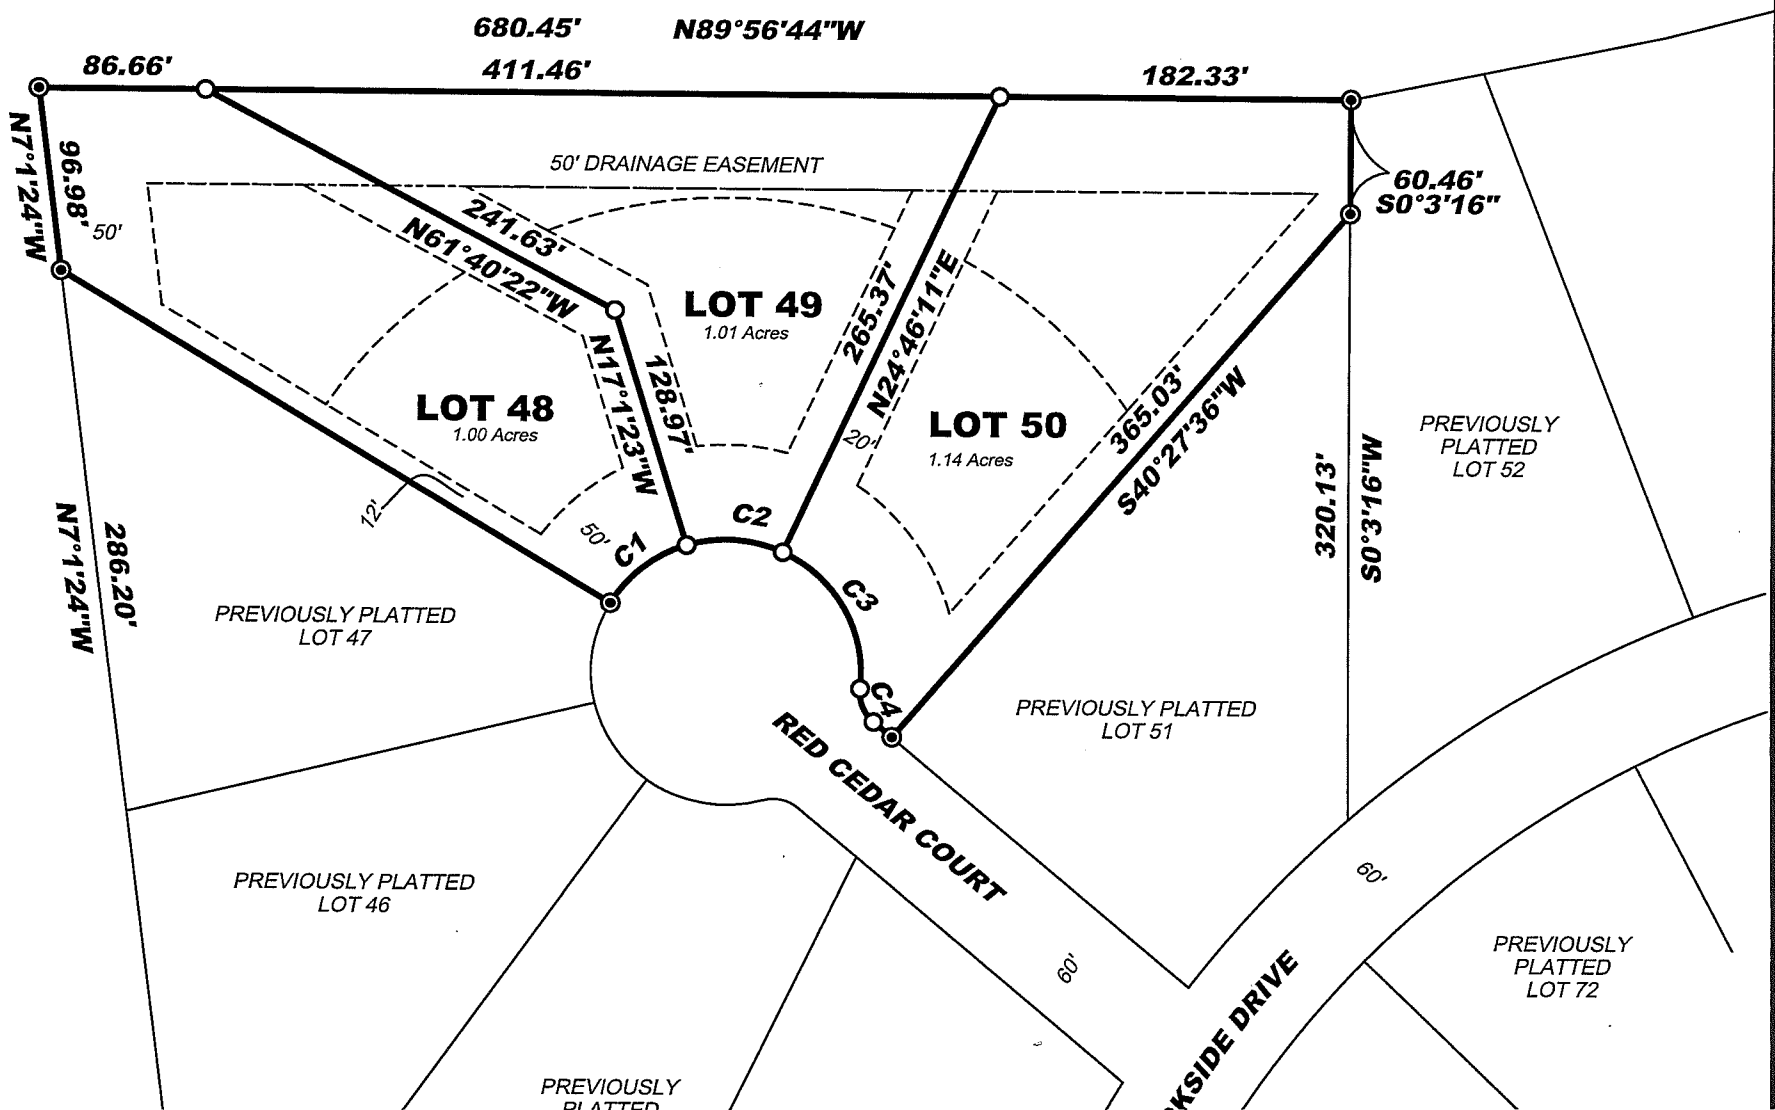 680.45' N89°56'44"W
86.66' 411.46' 182.33'
N7°1'24"W
96.98'
50'
50' DRAINAGE EASEMENT
60.46'
S0°3'16"
241.63'
N61°40'22"W
LOT 49
1.01 Acres
265.37'
N24°46'11"E
LOT 48
1.00 Acres
N17°1'23"W
128.97'
20'
LOT 50
1.14 Acres
365.03'
S40°27'36"W
PREVIOUSLY
PLATTED
LOT 52
320.13'
S0°3'16"W
12'
50'
C1
C2
C3
C4
N7°1'24"W
286.20'
PREVIOUSLY PLATTED
LOT 47
PREVIOUSLY PLATTED
LOT 51
RED CEDAR COURT
PREVIOUSLY PLATTED
LOT 46
60'
60'
PREVIOUSLY
PLATTED
LOT 72
KSIDE DRIVE
PREVIOUSLY
PLATTED